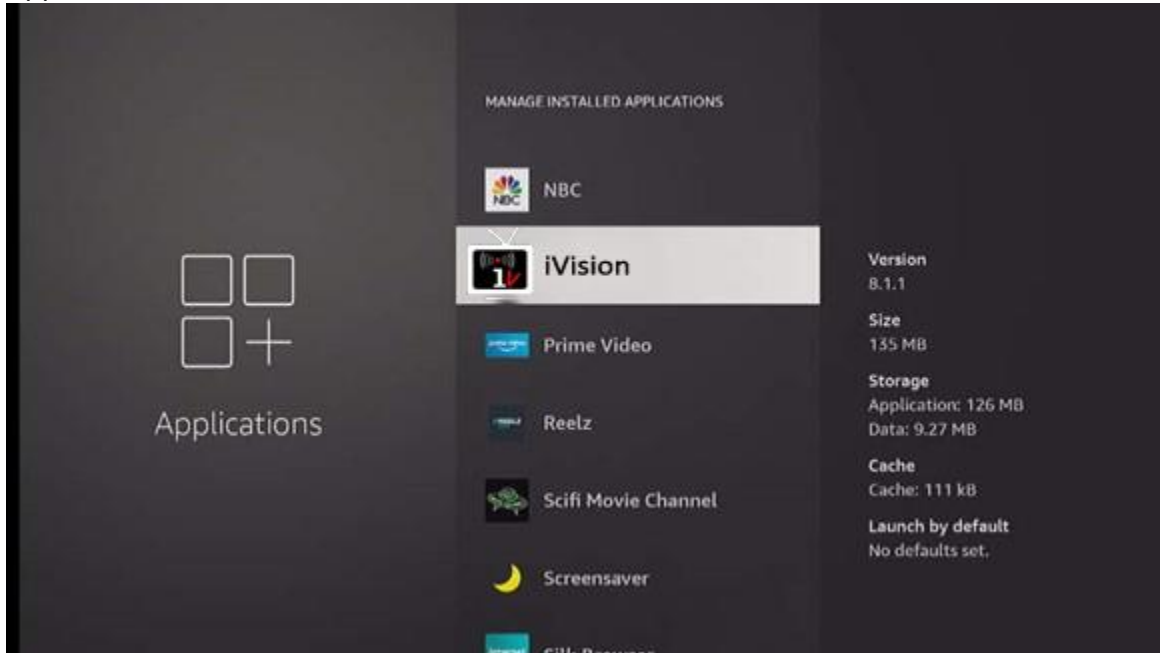 Applications
MANAGE INSTALLED APPLICATIONS
NBC
NBC
iVision
Prime Video
Reelz
Scifi Movie Channel
Screensaver
Version
8.1.1
Size
135 MB
Storage
Application: 126 MB
Data: 9.27 MB
Cache
Cache: 111 kB
Launch by default
No defaults set.